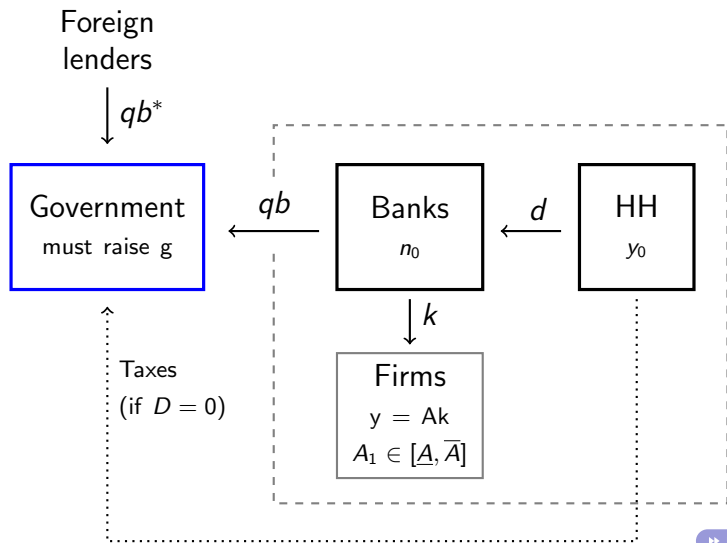 Foreign
lenders
qb*
Government
must raise g
qb
Banks
n₀
d
HH
y₀
k
Firms
y = Ak
A₁ ∈ [A̲, A̅]
Taxes
(if D = 0)